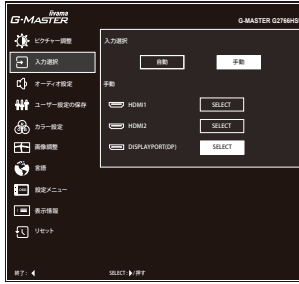 iiyama
G-MASTER
G-MASTER G2766HS
ピクチャー調整
入力選択
オーディオ設定
ユーザー設定の保存
カラー設定
画像調整
言語
OSD 設定メニュー
表示情報
リセット
入力選択
自動 手動
手動
HDMI1 SELECT
HDMI2 SELECT
DISPLAYPORT(DP) SELECT
終了 : ◀ SELECT : ▶/押す